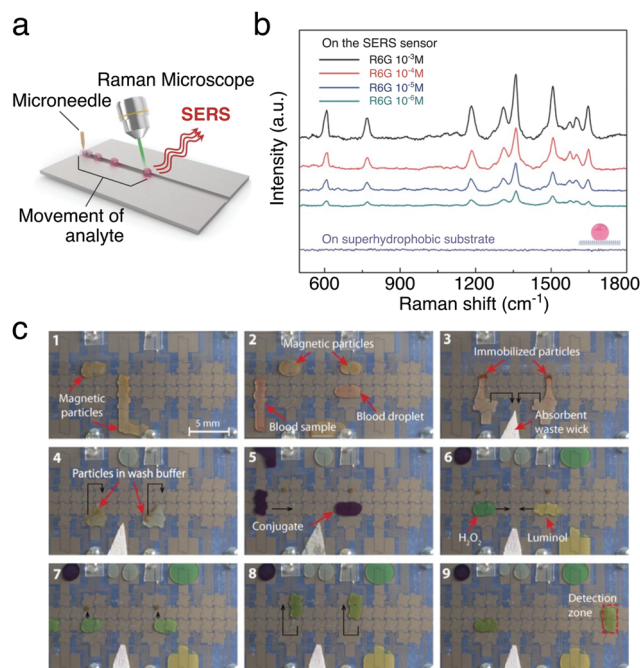 a
Raman Microscope
Microneedle
SERS
Movement of
analyte
b
On the SERS sensor
R6G 10⁻³M
R6G 10⁻⁴M
R6G 10⁻⁵M
R6G 10⁻⁶M
On superhydrophobic substrate
Intensity (a.u.)
600 900 1200 1500 1800
Raman shift (cm⁻¹)
c
1
Magnetic
particles
5 mm
2
Magnetic particles
Blood sample
Blood droplet
3
Immobilized particles
Absorbent
waste wick
4
Particles in wash buffer
5
Conjugate
6
H₂O₂
Luminol
7
8
9
Detection
zone